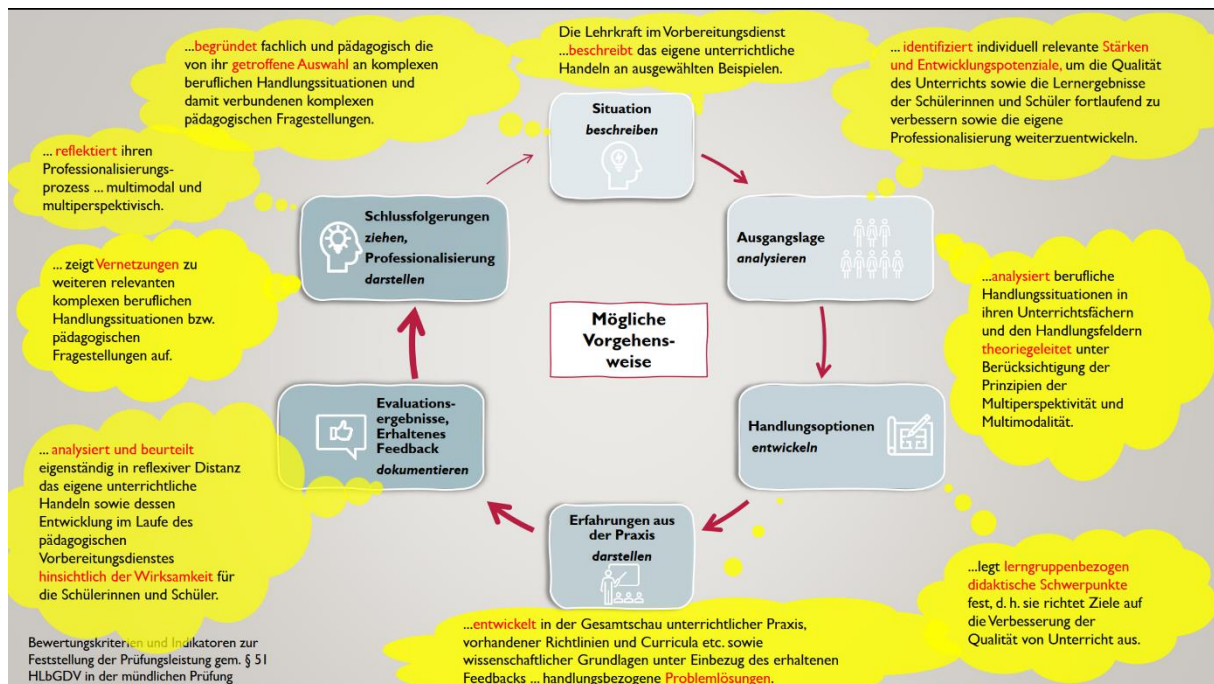 ...begründet fachlich und pädagogisch die
von ihr getroffene Auswahl an komplexen
beruflichen Handlungssituationen und
damit verbundenen komplexen
pädagogischen Fragestellungen.
Die Lehrkraft im Vorbereitungsdienst
...beschreibt das eigene unterrichtliche
Handeln an ausgewählten Beispielen.
... identifiziert individuell relevante Stärken
und Entwicklungspotenziale, um die Qualität
des Unterrichts sowie die Lernergebnisse
der Schülerinnen und Schüler fortlaufend zu
verbessern sowie die eigene
Professionalisierung weiterzuentwickeln.
Situation
beschreiben
... reflektiert ihren
Professionalisierungs-
prozess ... multimodal und
multiperspektivisch.
Schlussfolgerungen
ziehen,
Professionalisierung
darstellen
Ausgangslage
analysieren
... zeigt Vernetzungen zu
weiteren relevanten
komplexen beruflichen
Handlungssituationen bzw.
pädagogischen
Fragestellungen auf.
Mögliche
Vorgehens-
weise
...analysiert berufliche
Handlungssituationen in
ihren Unterrichtsfächern
und den Handlungsfeldern
theoriegeleitet unter
Berücksichtigung der
Prinzipien der
Multiperspektivität und
Multimodalität.
Evaluations-
ergebnisse,
Erhaltenes
Feedback
dokumentieren
Handlungsoptionen
entwickeln
... analysiert und beurteilt
eigenständig in reflexiver Distanz
das eigene unterrichtliche
Handeln sowie dessen
Entwicklung im Laufe des
pädagogischen
Vorbereitungsdienstes
hinsichtlich der Wirksamkeit für
die Schülerinnen und Schüler.
Erfahrungen aus
der Praxis
darstellen
...legt lerngruppenbezogen
didaktische Schwerpunkte
fest, d. h. sie richtet Ziele auf
die Verbesserung der
Qualität von Unterricht aus.
...entwickelt in der Gesamtschau unterrichtlicher Praxis,
vorhandener Richtlinien und Curricula etc. sowie
wissenschaftlicher Grundlagen unter Einbezug des erhaltenen
Feedbacks ... handlungsbezogene Problemlösungen.
Bewertungskriterien und Indikatoren zur
Feststellung der Prüfungsleistung gem. § 51
HLbGDV in der mündlichen Prüfung